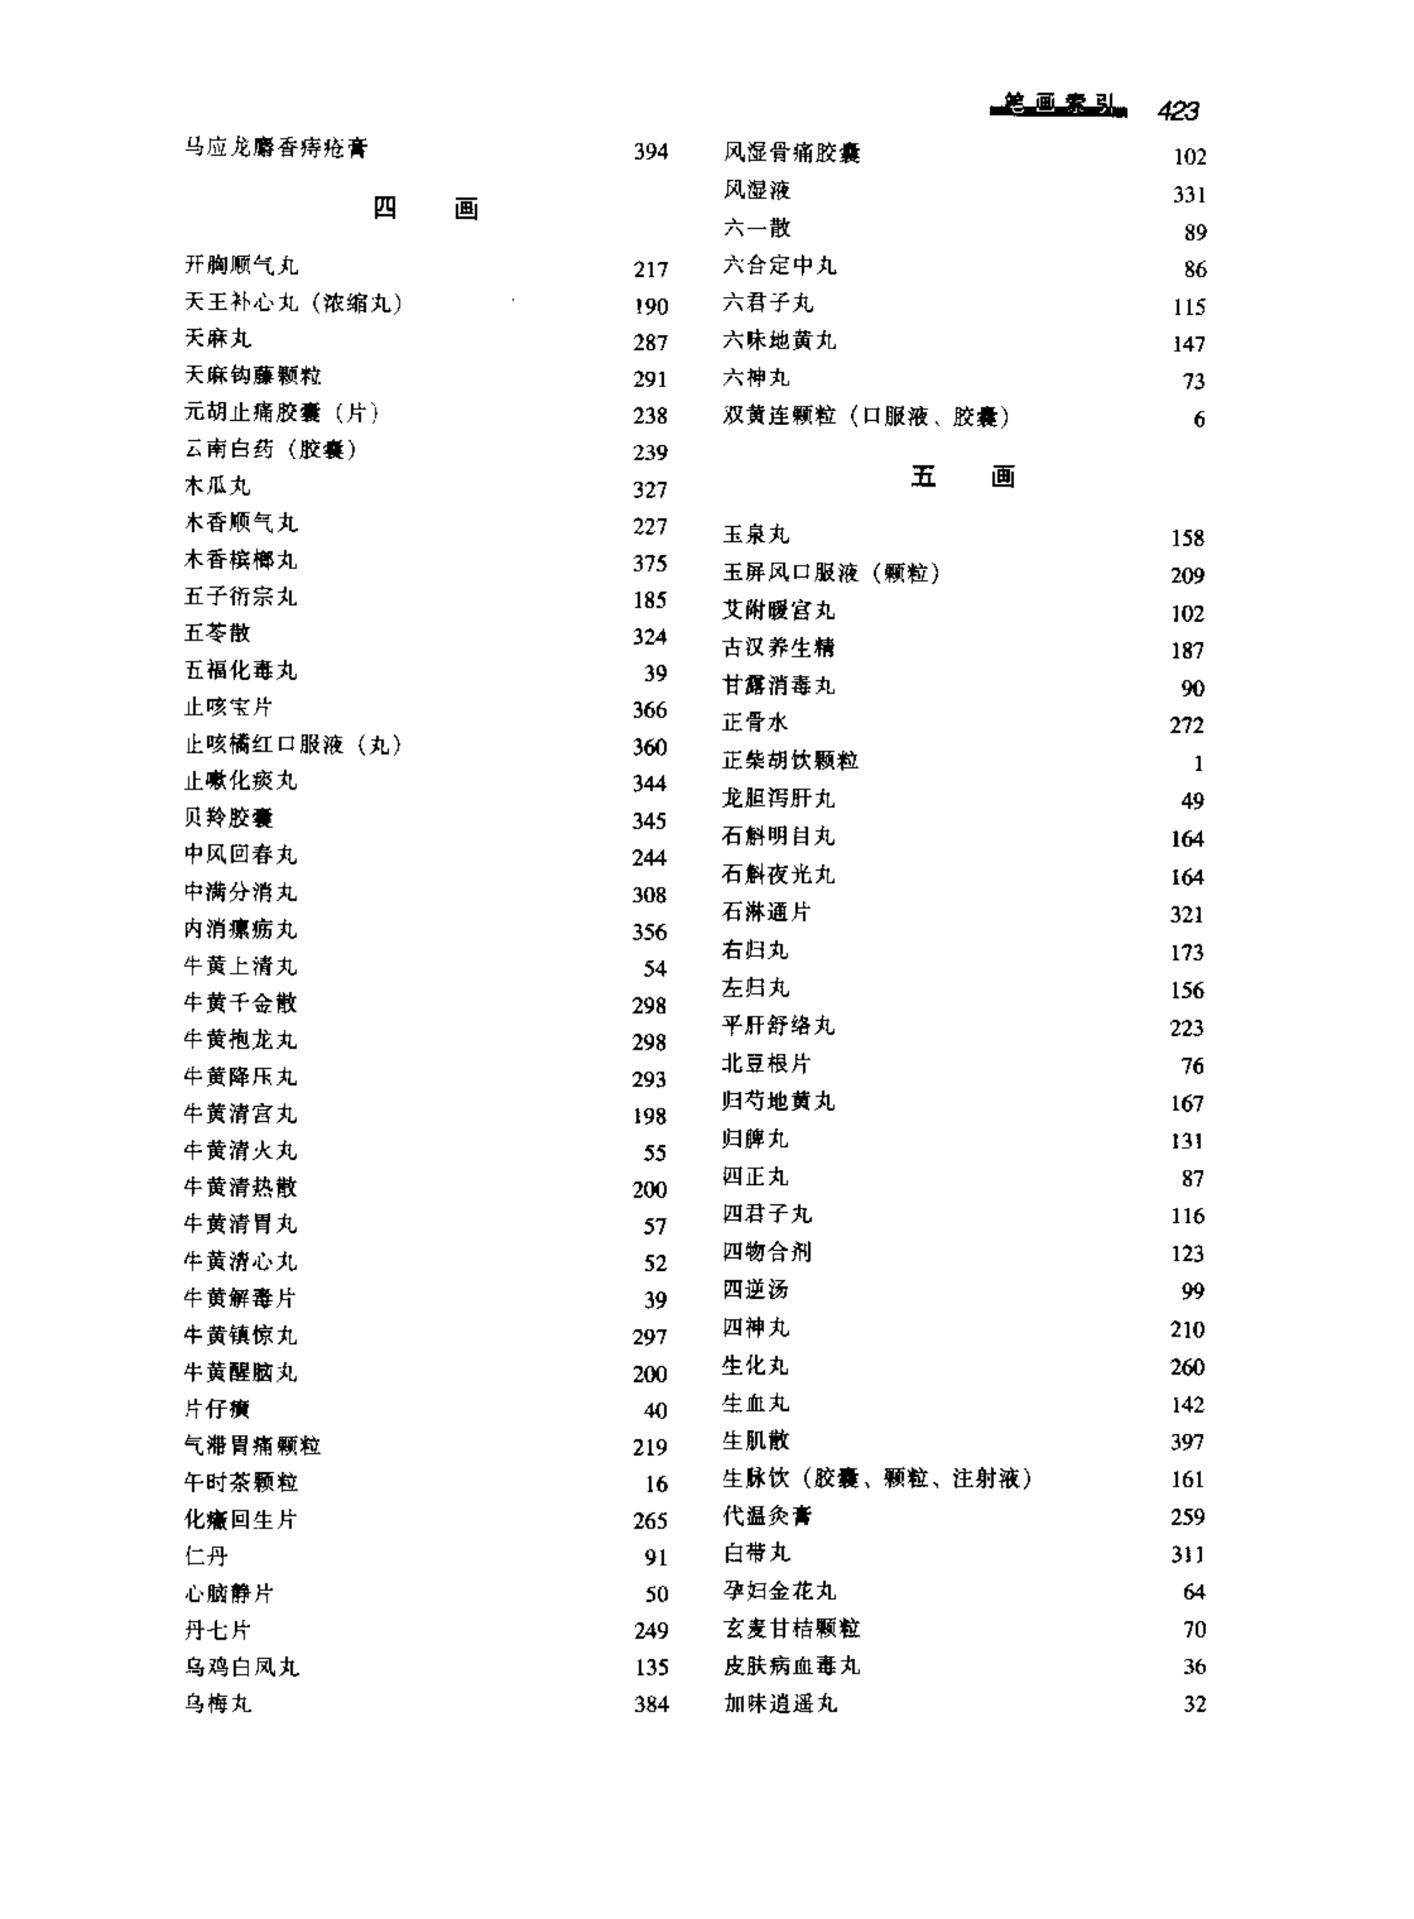 笔画索引 423
马应龙麝香痔疮膏 394
四 画
开胸顺气丸 217
天王补心丸（浓缩丸） 190
天麻丸 287
天麻钩藤颗粒 291
元胡止痛胶囊（片） 238
云南白药（胶囊） 239
木瓜丸 327
木香顺气丸 227
木香槟榔丸 375
五子衍宗丸 185
五苓散 324
五福化毒丸 39
止咳宝片 366
止咳橘红口服液（丸） 360
止嗽化痰丸 344
贝羚胶囊 345
中风回春丸 244
中满分消丸 308
内消瘰疬丸 356
牛黄上清丸 54
牛黄千金散 298
牛黄抱龙丸 298
牛黄降压丸 293
牛黄清宫丸 198
牛黄清火丸 55
牛黄清热散 200
牛黄清胃丸 57
牛黄清心丸 52
牛黄解毒片 39
牛黄镇惊丸 297
牛黄醒脑丸 200
片仔癀 40
气滞胃痛颗粒 219
午时茶颗粒 16
化癥回生片 265
仁丹 91
心脑静片 50
丹七片 249
乌鸡白凤丸 135
乌梅丸 384
风湿骨痛胶囊 102
风湿液 331
六一散 89
六合定中丸 86
六君子丸 115
六味地黄丸 147
六神丸 73
双黄连颗粒（口服液、胶囊） 6
五 画
玉泉丸 158
玉屏风口服液（颗粒） 209
艾附暖宫丸 102
古汉养生精 187
甘露消毒丸 90
正骨水 272
正柴胡饮颗粒 1
龙胆泻肝丸 49
石斛明目丸 164
石斛夜光丸 164
石淋通片 321
右归丸 173
左归丸 156
平肝舒络丸 223
北豆根片 76
归芍地黄丸 167
归脾丸 131
四正丸 87
四君子丸 116
四物合剂 123
四逆汤 99
四神丸 210
生化丸 260
生血丸 142
生肌散 397
生脉饮（胶囊、颗粒、注射液） 161
代温灸膏 259
白带丸 311
孕妇金花丸 64
玄麦甘桔颗粒 70
皮肤病血毒丸 36
加味逍遥丸 32